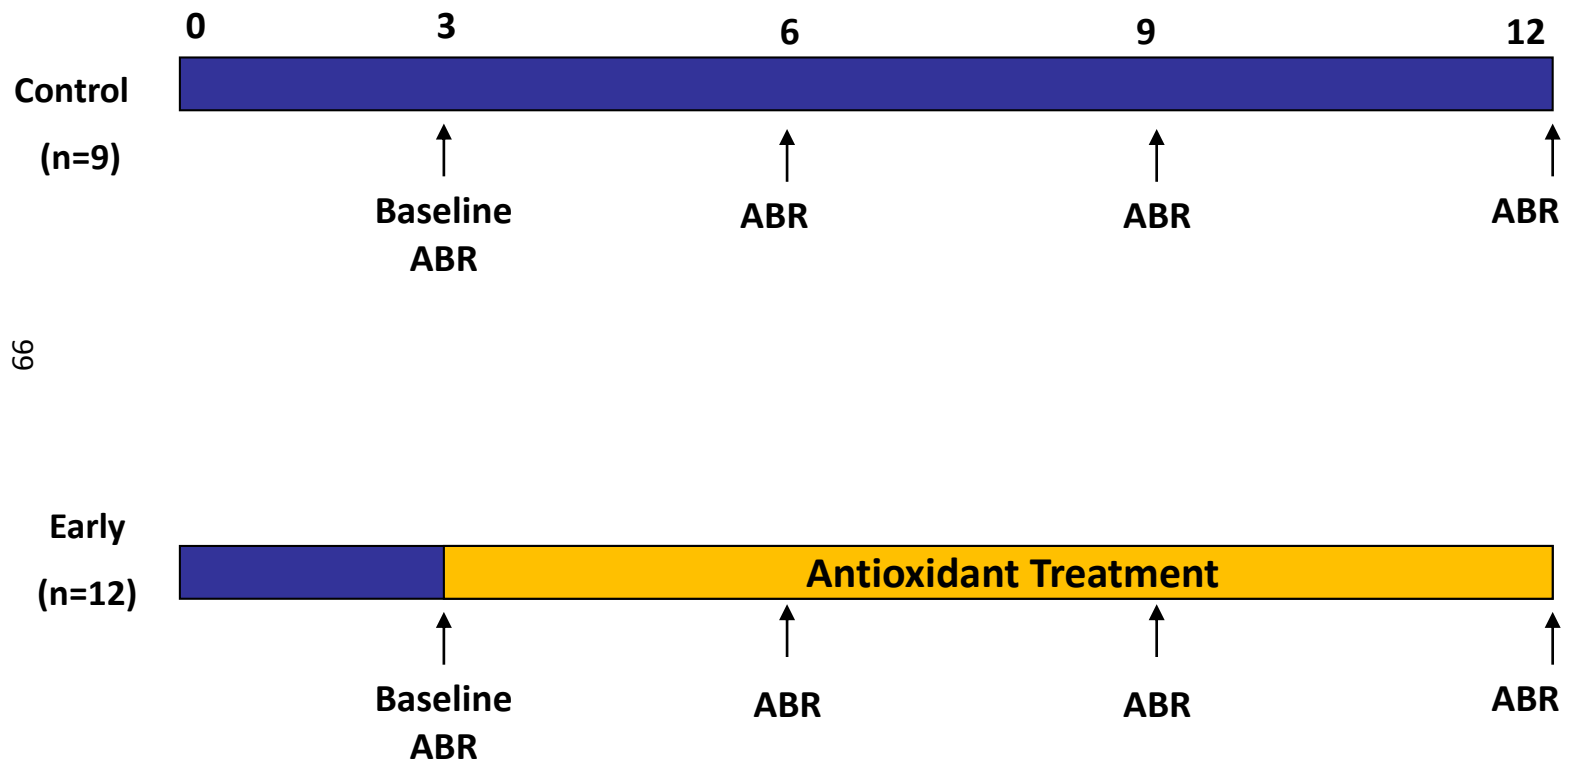 0 3 6 9 12
Control
(n=9)
Baseline
ABR
ABR
ABR
ABR
66
Early
(n=12)
Antioxidant Treatment
Baseline
ABR
ABR
ABR
ABR